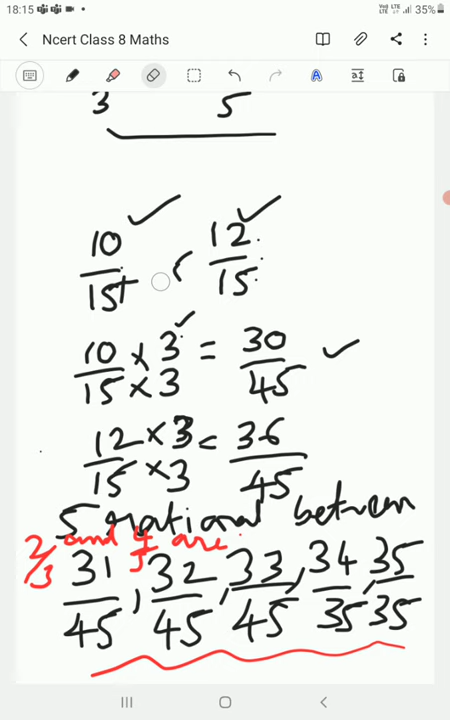 18:15 35%
Ncert Class 8 Maths
3 5
10/15 < 12/15
10/15 × 3/3 = 30/45
12/15 × 3/3 = 36/45
5 rational between
2/3 and 4/5 are
31/45, 32/45, 33/45, 34/35, 35/35